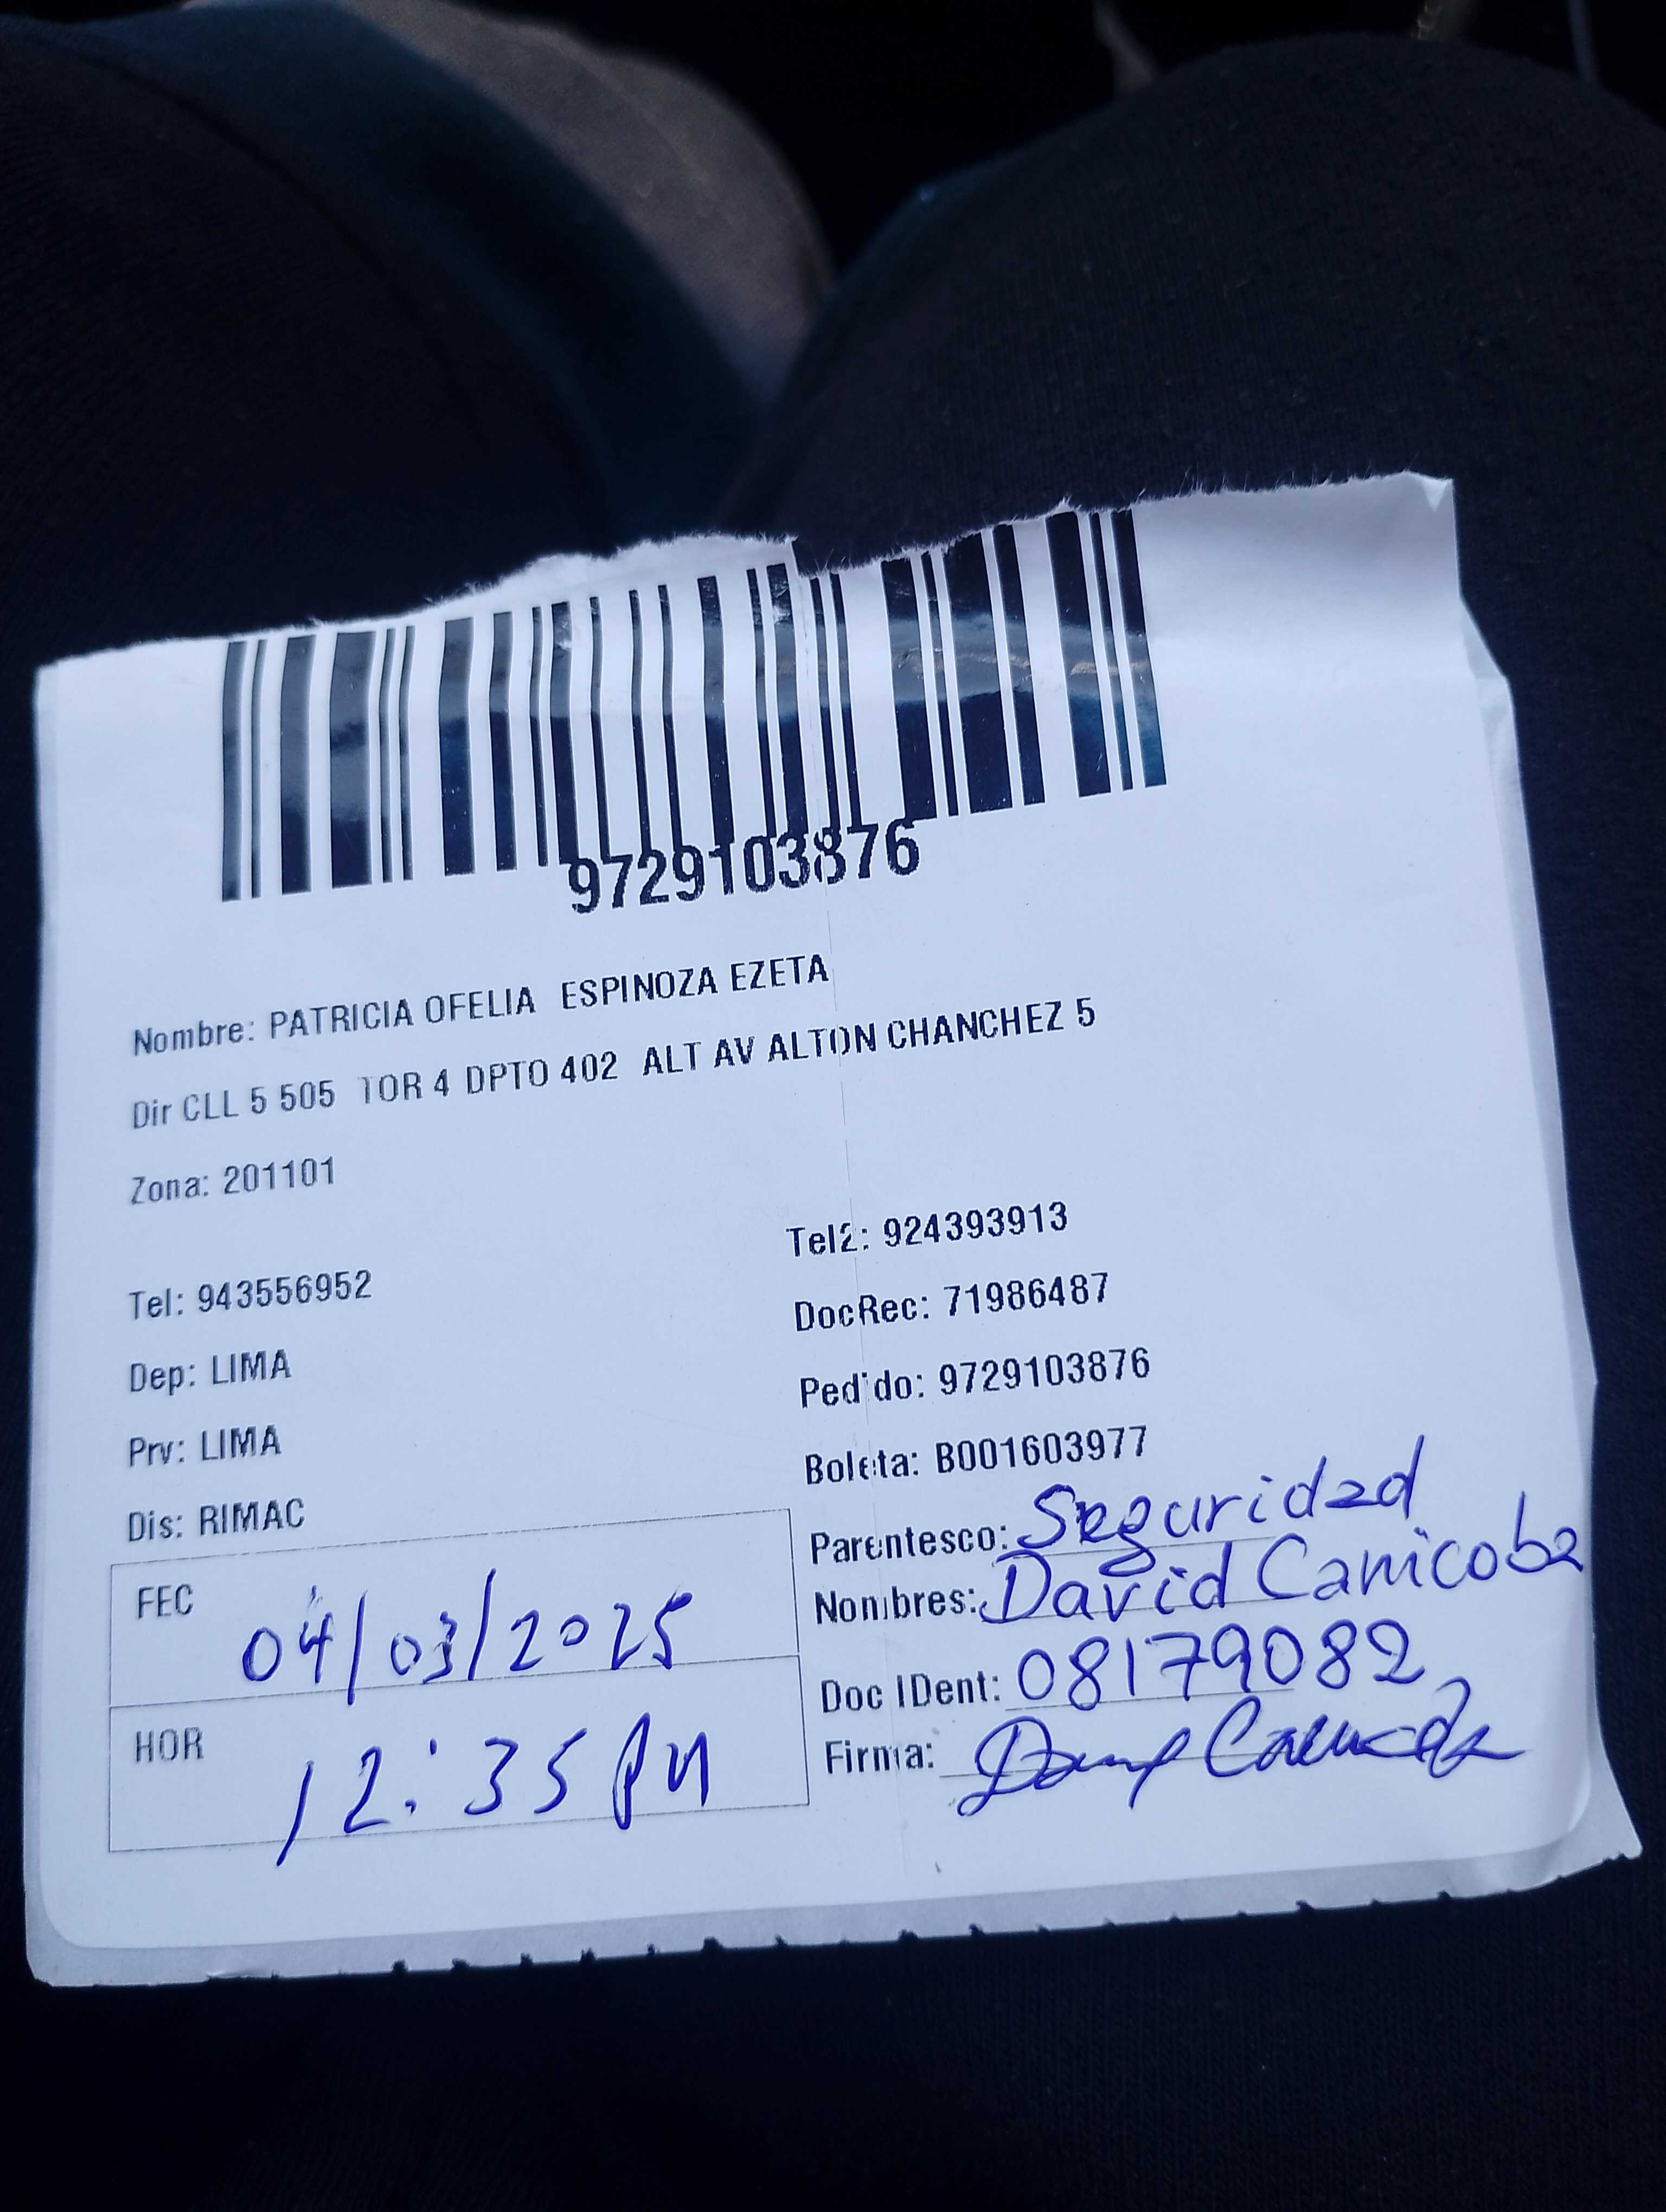 9729103876
Nombre: PATRICIA OFELIA ESPINOZA EZETA
Dir CLL 5 505 TOR 4 DPTO 402 ALT AV ALTON CHANCHEZ 5
Zona: 201101
Tel: 943556952
Tel2: 924393913
DocRec: 71986487
Dep: LIMA
Pedido: 9729103876
Prv: LIMA
Boleta: B001603977
Dis: RIMAC
Parentesco: Seguridad
FEC 04/03/2025
Nombres: David Canicoba
Doc IDent: 08179082
HOR 12:35 PM
Firma: